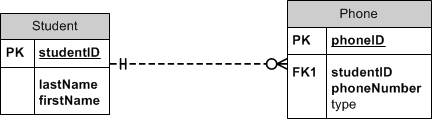 Student
PK studentID
lastName
firstName
Phone
PK phoneID
FK1 studentID
phoneNumber
type